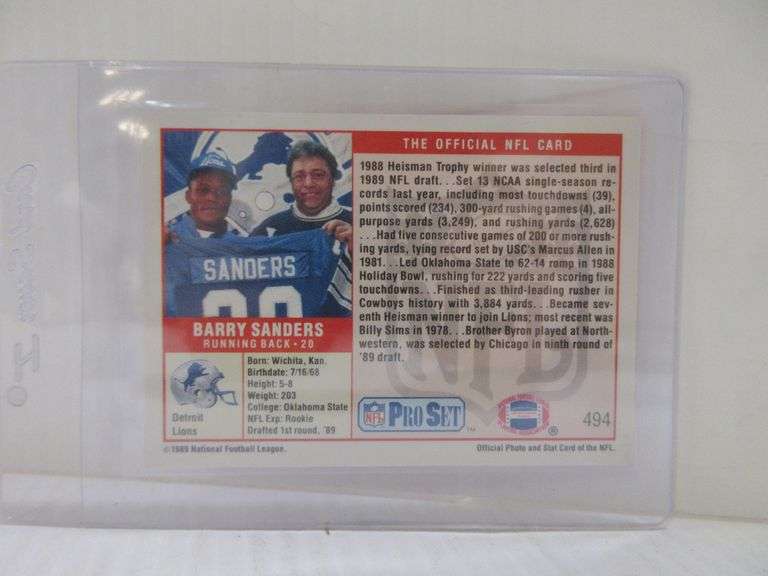 THE OFFICIAL NFL CARD
1988 Heisman Trophy winner was selected third in
1989 NFL draft. . .Set 13 NCAA single-season re-
cords last year, including most touchdowns (39),
points scored (234), 300-yard rushing games (4), all-
purpose yards (3,249), and rushing yards (2,628)
. . .Had five consecutive games of 200 or more rush-
ing yards, tying record set by USC's Marcus Allen in
1981. . .Led Oklahoma State to 62-14 romp in 1988
Holiday Bowl, rushing for 222 yards and scoring five
touchdowns. . .Finished as third-leading rusher in
Cowboys history with 3,884 yards. . .Became sev-
enth Heisman winner to join Lions; most recent was
Billy Sims in 1978. . .Brother Byron played at North-
western, was selected by Chicago in ninth round of
'89 draft.
SANDERS
20
BARRY SANDERS
RUNNING BACK • 20
Detroit
Lions
Born: Wichita, Kan.
Birthdate: 7/16/68
Height: 5-8
Weight: 203
College: Oklahoma State
NFL Exp: Rookie
Drafted 1st round, '89
NFL PRO SET ™
®
494
©1989 National Football League.
Official Photo and Stat Card of the NFL.